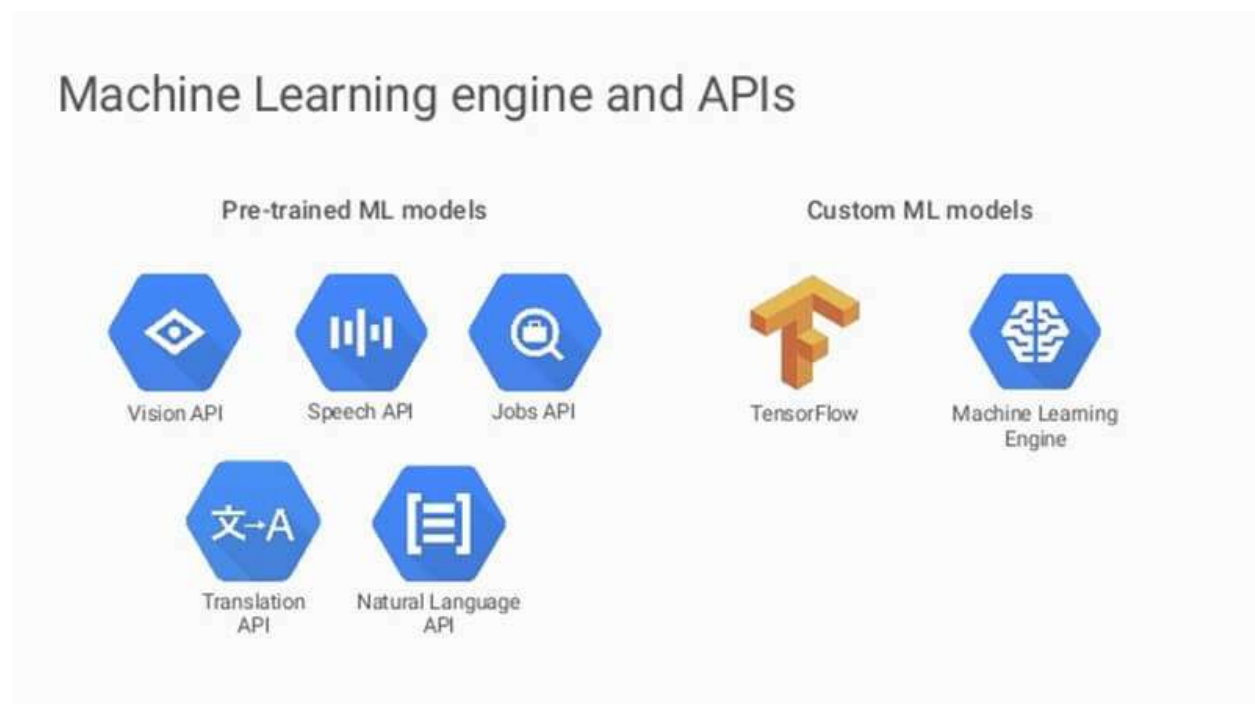 Machine Learning engine and APIs
Pre-trained ML models
Custom ML models
Vision API
Speech API
Jobs API
TensorFlow
Machine Learning
Engine
文→A
Translation
API
Natural Language
API